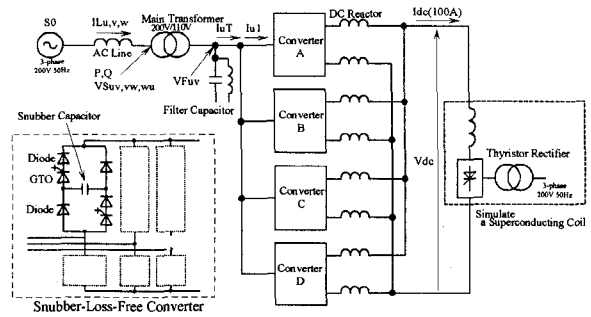 S0
3-phase
200V 50Hz
ILu,v,w
AC Line
Main Transformer
200V/110V
P,Q
VSuv,vw,wu
IuT
Iu1
VFuv
Filter Capacitor
Converter
A
Converter
B
Converter
C
Converter
D
DC Reactor
Idc(100A)
Vdc
Thyristor Rectifier
3-phase
200V 50Hz
Simulate
a Superconducting Coil
Snubber Capacitor
Diode
GTO
Diode
Snubber-Loss-Free Converter